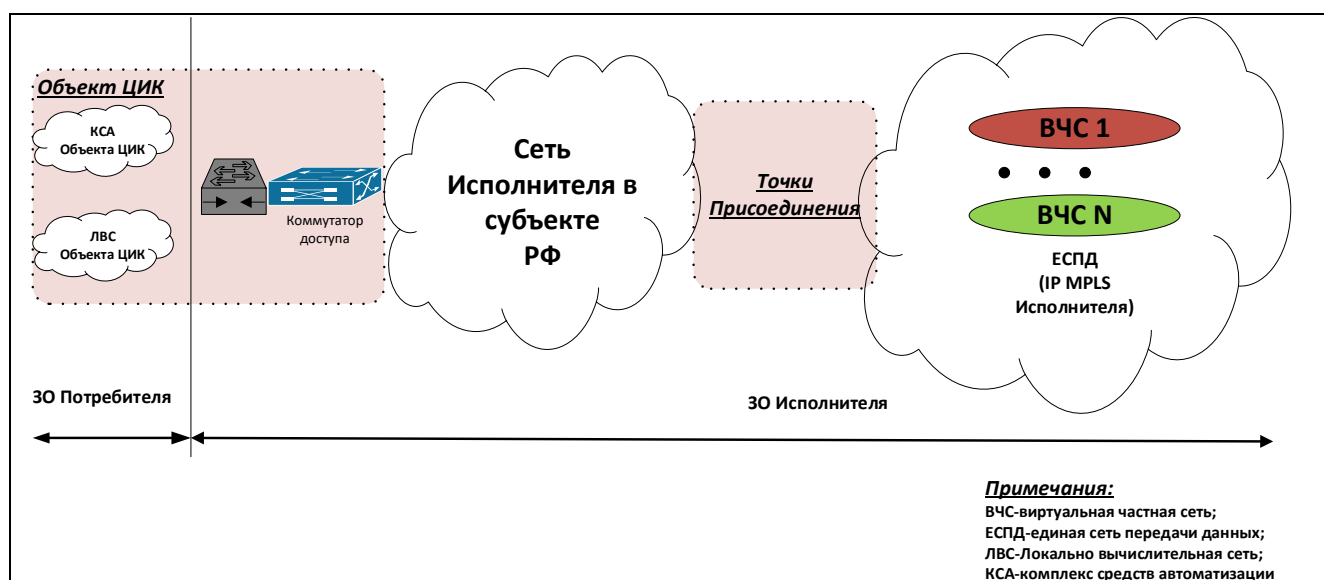 Объект ЦИК
КСА
Объекта ЦИК
ЛВС
Объекта ЦИК
Коммутатор
доступа
Сеть
Исполнителя в
субъекте
РФ
Точки
Присоединения
ВЧС 1
ВЧС N
ЕСПД
(IP MPLS
Исполнителя)
ЗО Потребителя
ЗО Исполнителя
Примечания:
ВЧС-виртуальная частная сеть;
ЕСПД-единая сеть передачи данных;
ЛВС-Локально вычислительная сеть;
КСА-комплекс средств автоматизации